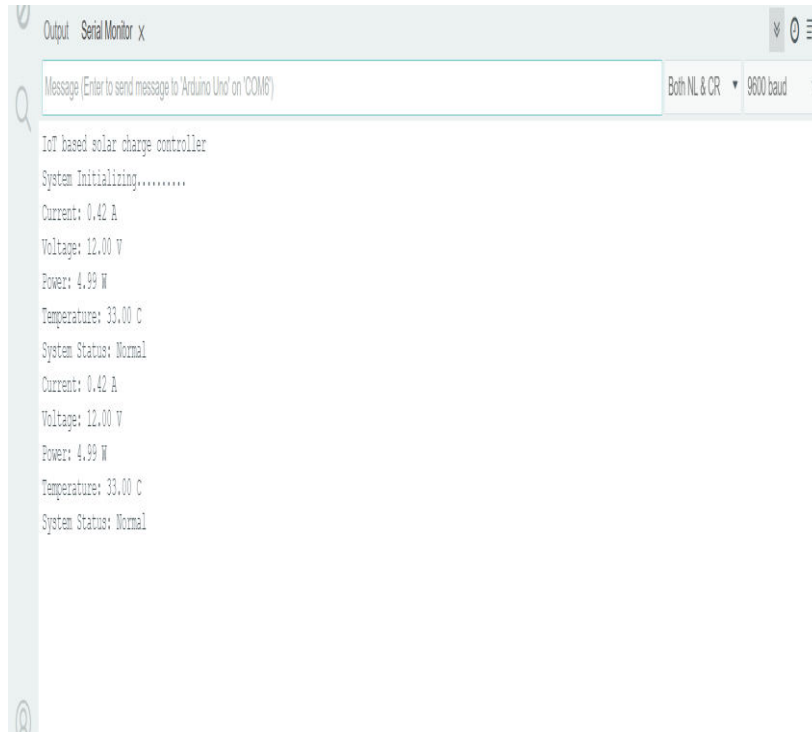 Output Serial Monitor x
Message (Enter to send message to 'Arduino Uno' on 'COM6')
Both NL & CR 9600 baud
IoT based solar charge controller
System Initializing.........
Current: 0.42 A
Voltage: 12.00 V
Power: 4.99 W
Temperature: 33.00 C
System Status: Normal
Current: 0.42 A
Voltage: 12.00 V
Power: 4.99 W
Temperature: 33.00 C
System Status: Normal